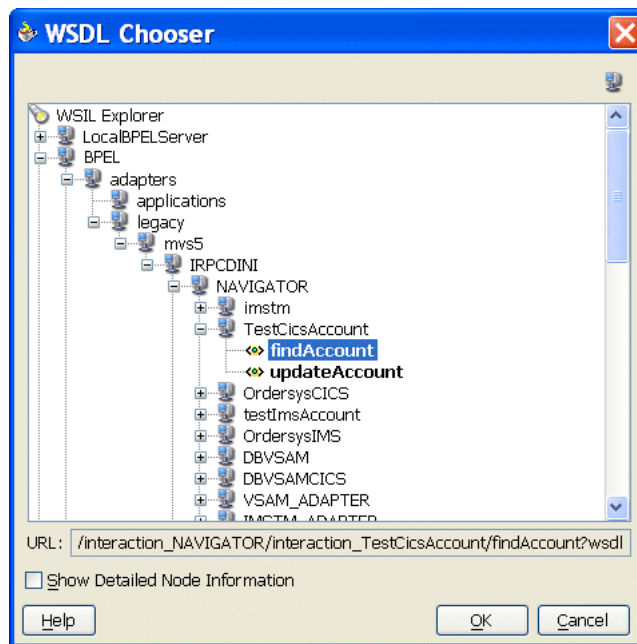 WSDL Chooser
WSIL Explorer
LocalBPELServer
BPEL
adapters
applications
legacy
mvs5
IRPCDINI
NAVIGATOR
imstm
TestCicsAccount
findAccount
updateAccount
OrdersysCICS
testImsAccount
OrdersysIMS
DBVSAM
DBVSAMCICS
VSAM_ADAPTER
IMSTM_ADAPTER
URL: /interaction_NAVIGATOR/interaction_TestCicsAccount/findAccount?wsdl
Show Detailed Node Information
Help OK Cancel